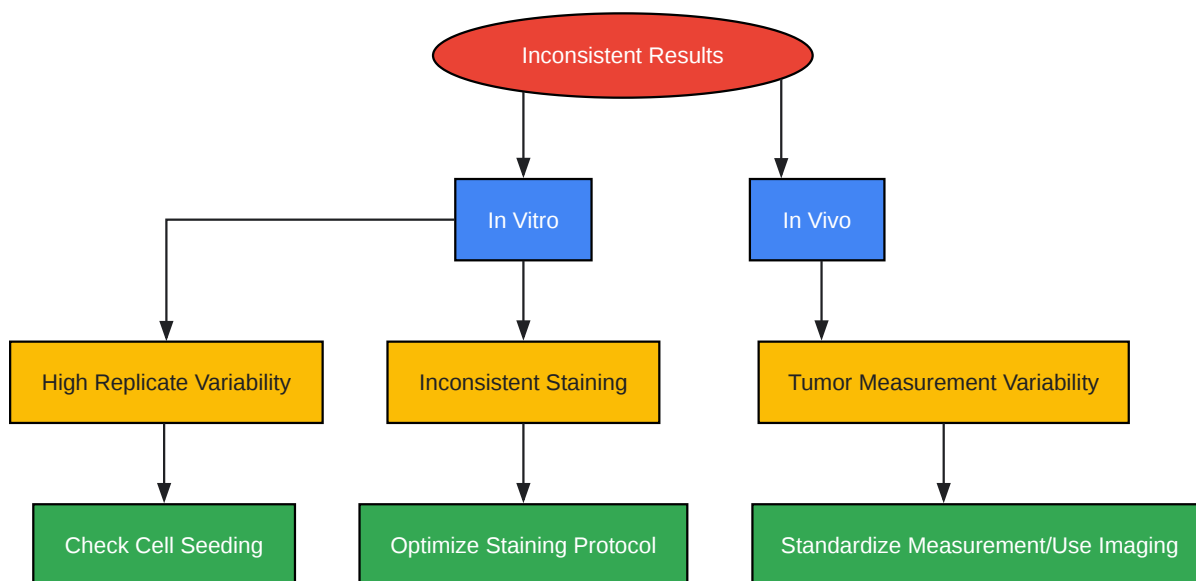 Inconsistent Results
In Vitro
In Vivo
High Replicate Variability
Inconsistent Staining
Tumor Measurement Variability
Check Cell Seeding
Optimize Staining Protocol
Standardize Measurement/Use Imaging